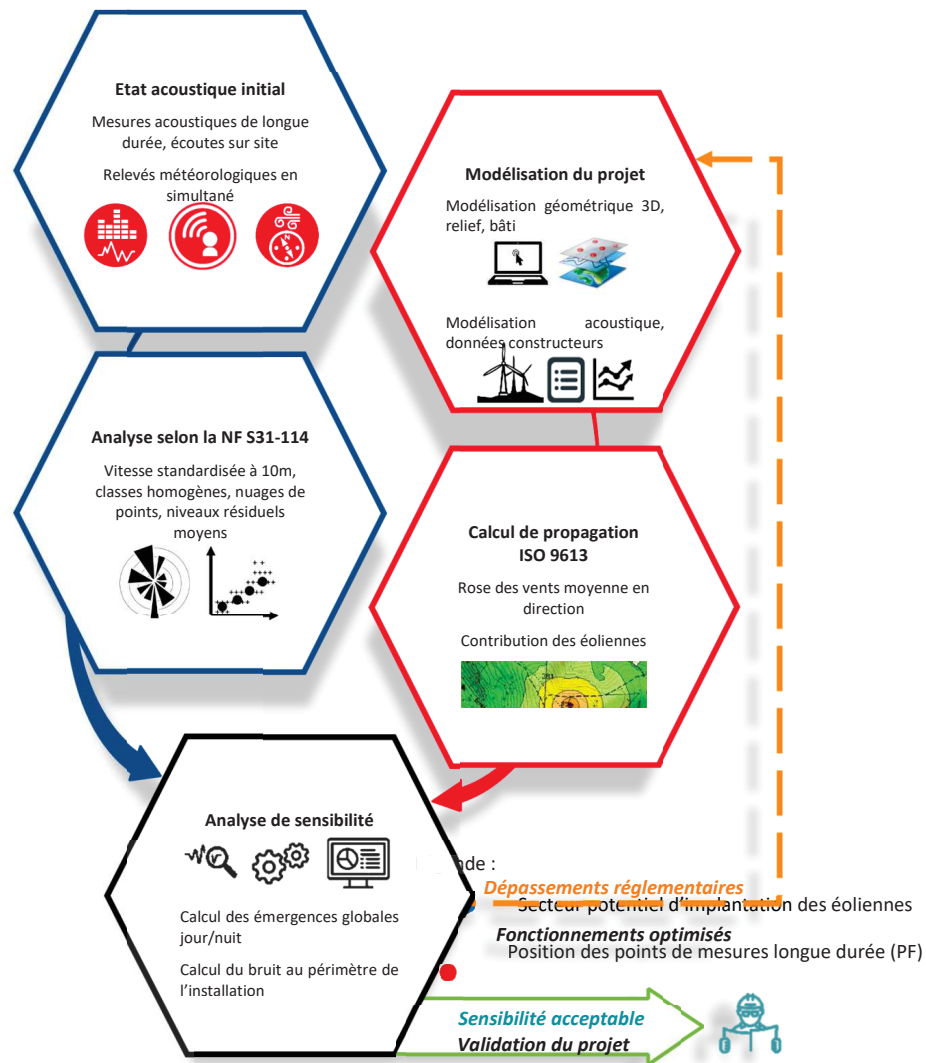 Etat acoustique initial
Mesures acoustiques de longue
durée, écoutes sur site
Relevés météorologiques en
simultané
Modélisation du projet
Modélisation géométrique 3D,
relief, bâti
Modélisation acoustique,
données constructeurs
Analyse selon la NF S31-114
Vitesse standardisée à 10m,
classes homogènes, nuages de
points, niveaux résiduels
moyens
Calcul de propagation
ISO 9613
Rose des vents moyenne en
direction
Contribution des éoliennes
Analyse de sensibilité
Calcul des émergences globales
jour/nuit
Calcul du bruit au périmètre de
l’installation
nde :
Dépassements réglementaires
Secteur potentiel d’implantation des éoliennes
Fonctionnements optimisés
Position des points de mesures longue durée (PF)
Sensibilité acceptable
Validation du projet